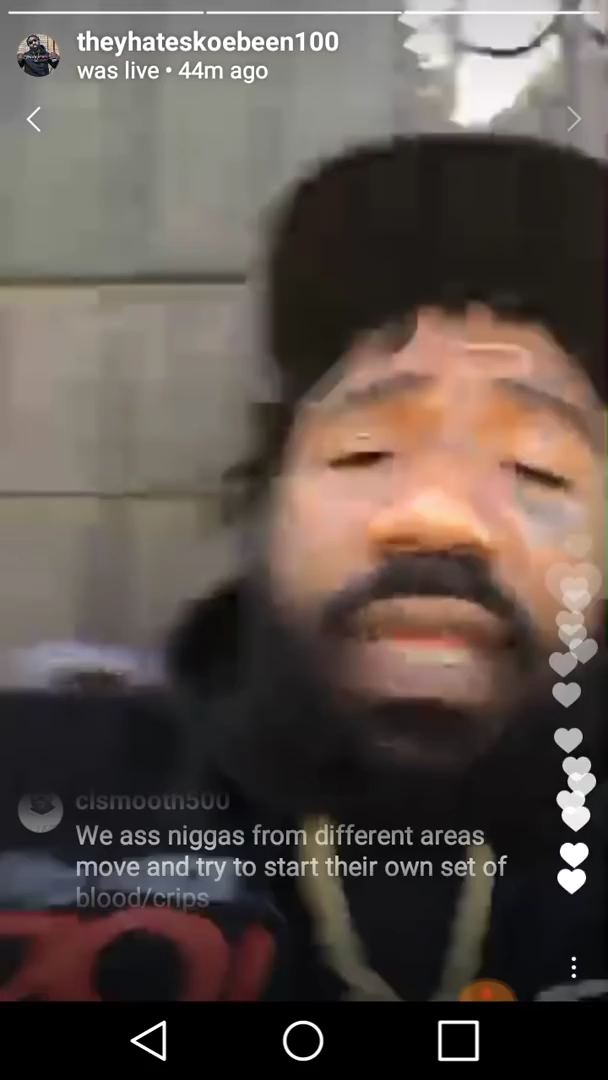 theyhateskoebeen100
was live • 44m ago
clsmooth500
We ass niggas from different areas
move and try to start their own set of
blood/crips